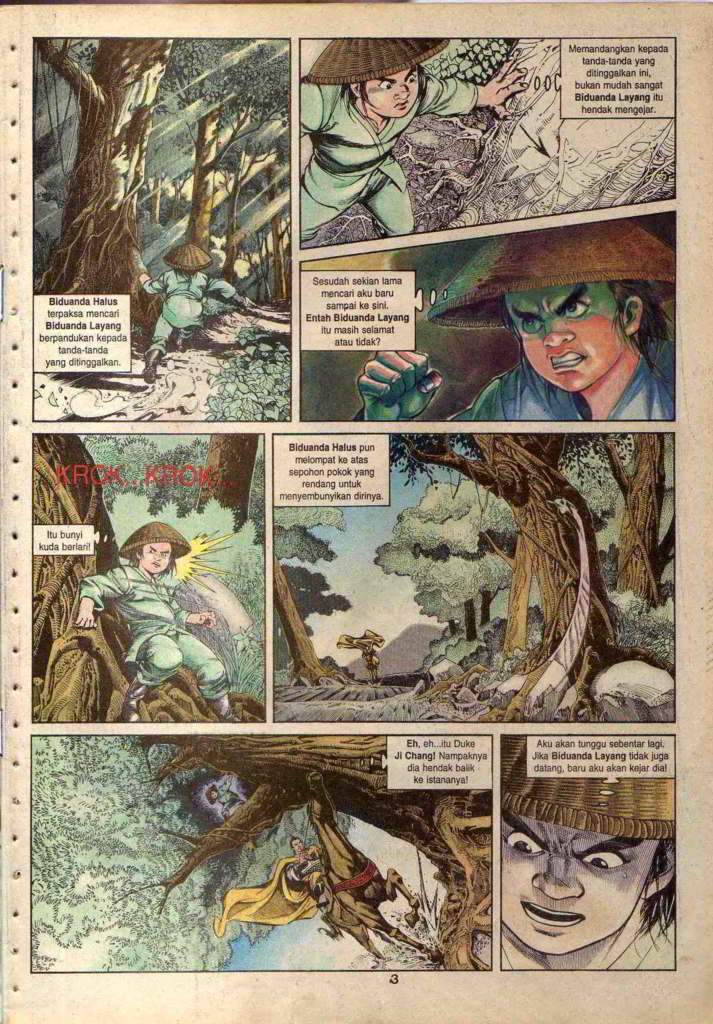 Biduanda Halus
terpaksa mencari
Biduanda Layang
berpandukan kepada
tanda-tanda
yang ditinggalkan.
Memandangkan kepada
tanda-tanda yang
ditinggalkan ini,
bukan mudah sangat
Biduanda Layang itu
hendak mengejar.
Sesudah sekian lama
mencari aku baru
sampai ke sini.
Entah Biduanda Layang
itu masih selamat
atau tidak?
KROK...KROK...
Itu bunyi
kuda berlari!
Biduanda Halus pun
melompat ke atas
sepohon pokok yang
rendang untuk
menyembunyikan dirinya.
Eh, eh...itu Duke
Ji Chang! Nampaknya
dia hendak balik
ke istananya!
Aku akan tunggu sebentar lagi.
Jika Biduanda Layang tidak juga
datang, baru aku akan kejar dia!
3